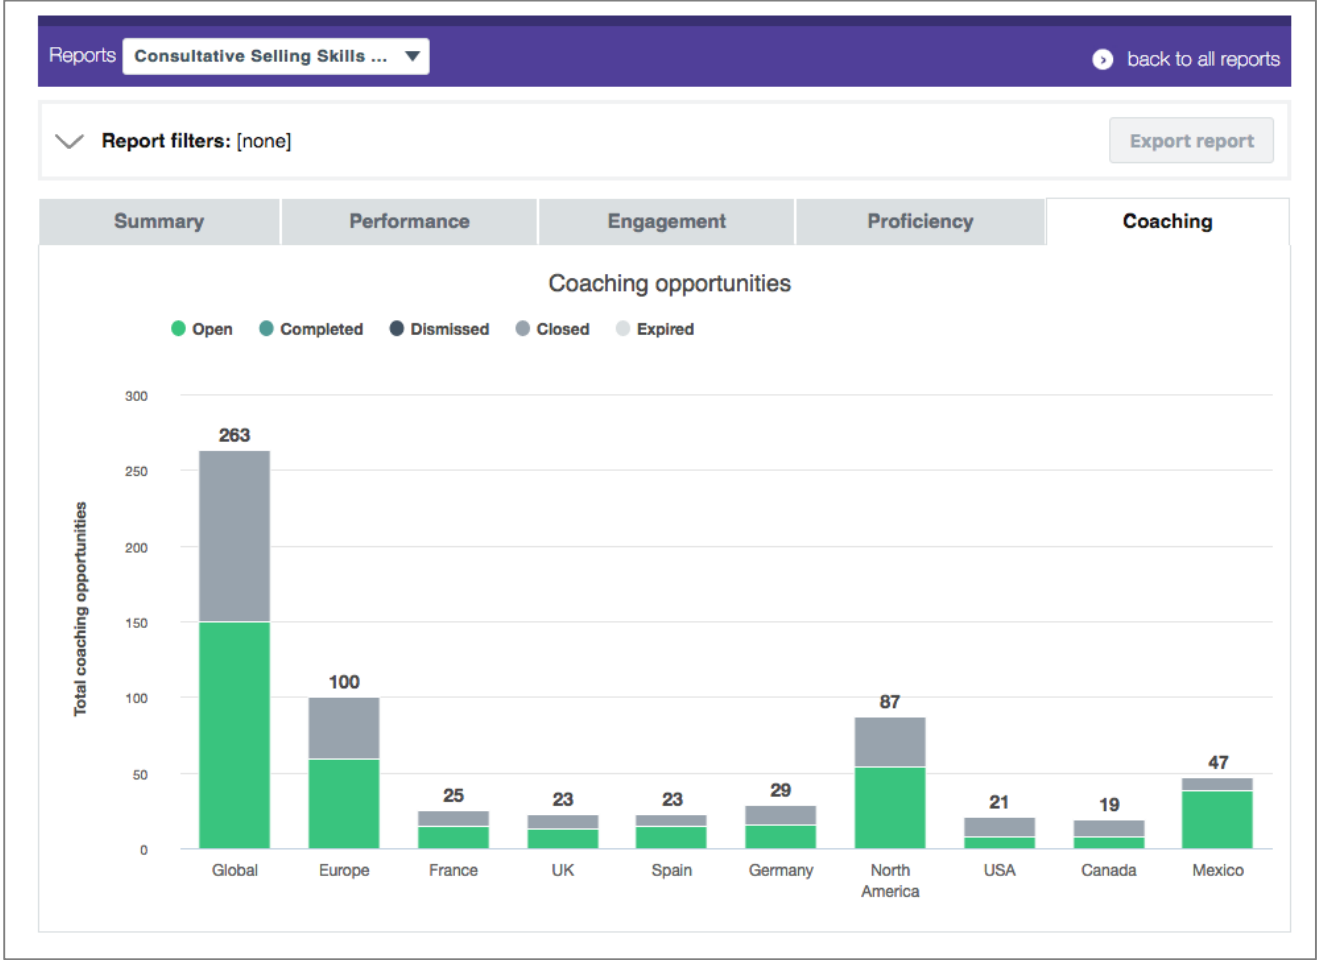 Reports Consultative Selling Skills ... back to all reports
Report filters: [none] Export report
Summary Performance Engagement Proficiency Coaching
Coaching opportunities
Open Completed Dismissed Closed Expired
Total coaching opportunities
300
250
200
150
100
50
0
263
100
25
23
23
29
87
21
19
47
Global Europe France UK Spain Germany North America USA Canada Mexico